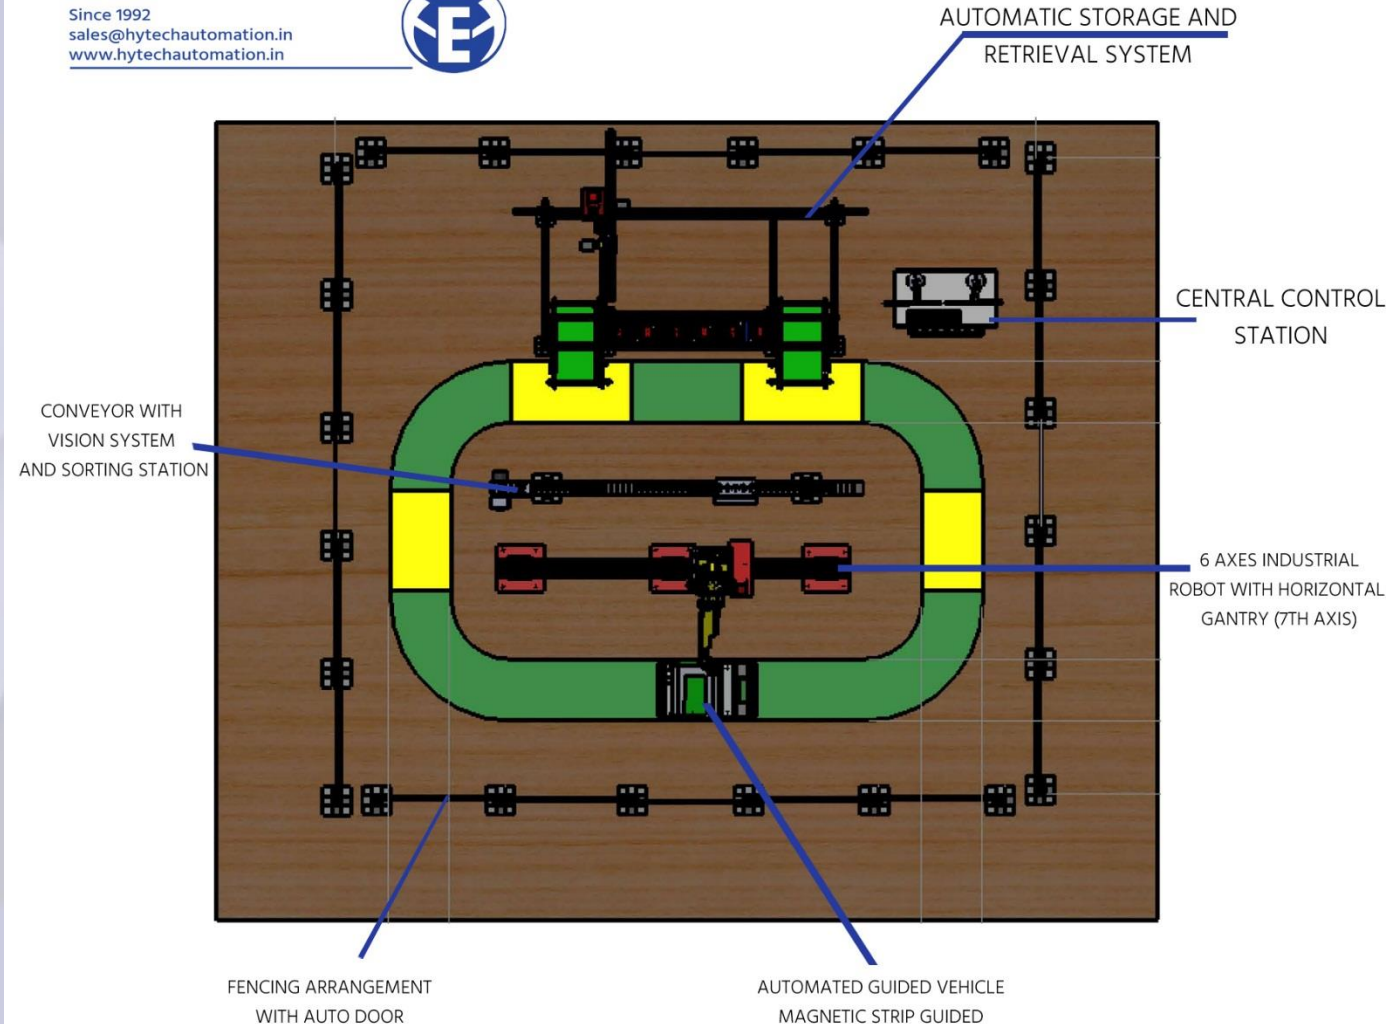 Since 1992
sales@hytechautomation.in
www.hytechautomation.in
E
AUTOMATIC STORAGE AND
RETRIEVAL SYSTEM
CENTRAL CONTROL
STATION
CONVEYOR WITH
VISION SYSTEM
AND SORTING STATION
6 AXES INDUSTRIAL
ROBOT WITH HORIZONTAL
GANTRY (7TH AXIS)
FENCING ARRANGEMENT
WITH AUTO DOOR
AUTOMATED GUIDED VEHICLE
MAGNETIC STRIP GUIDED